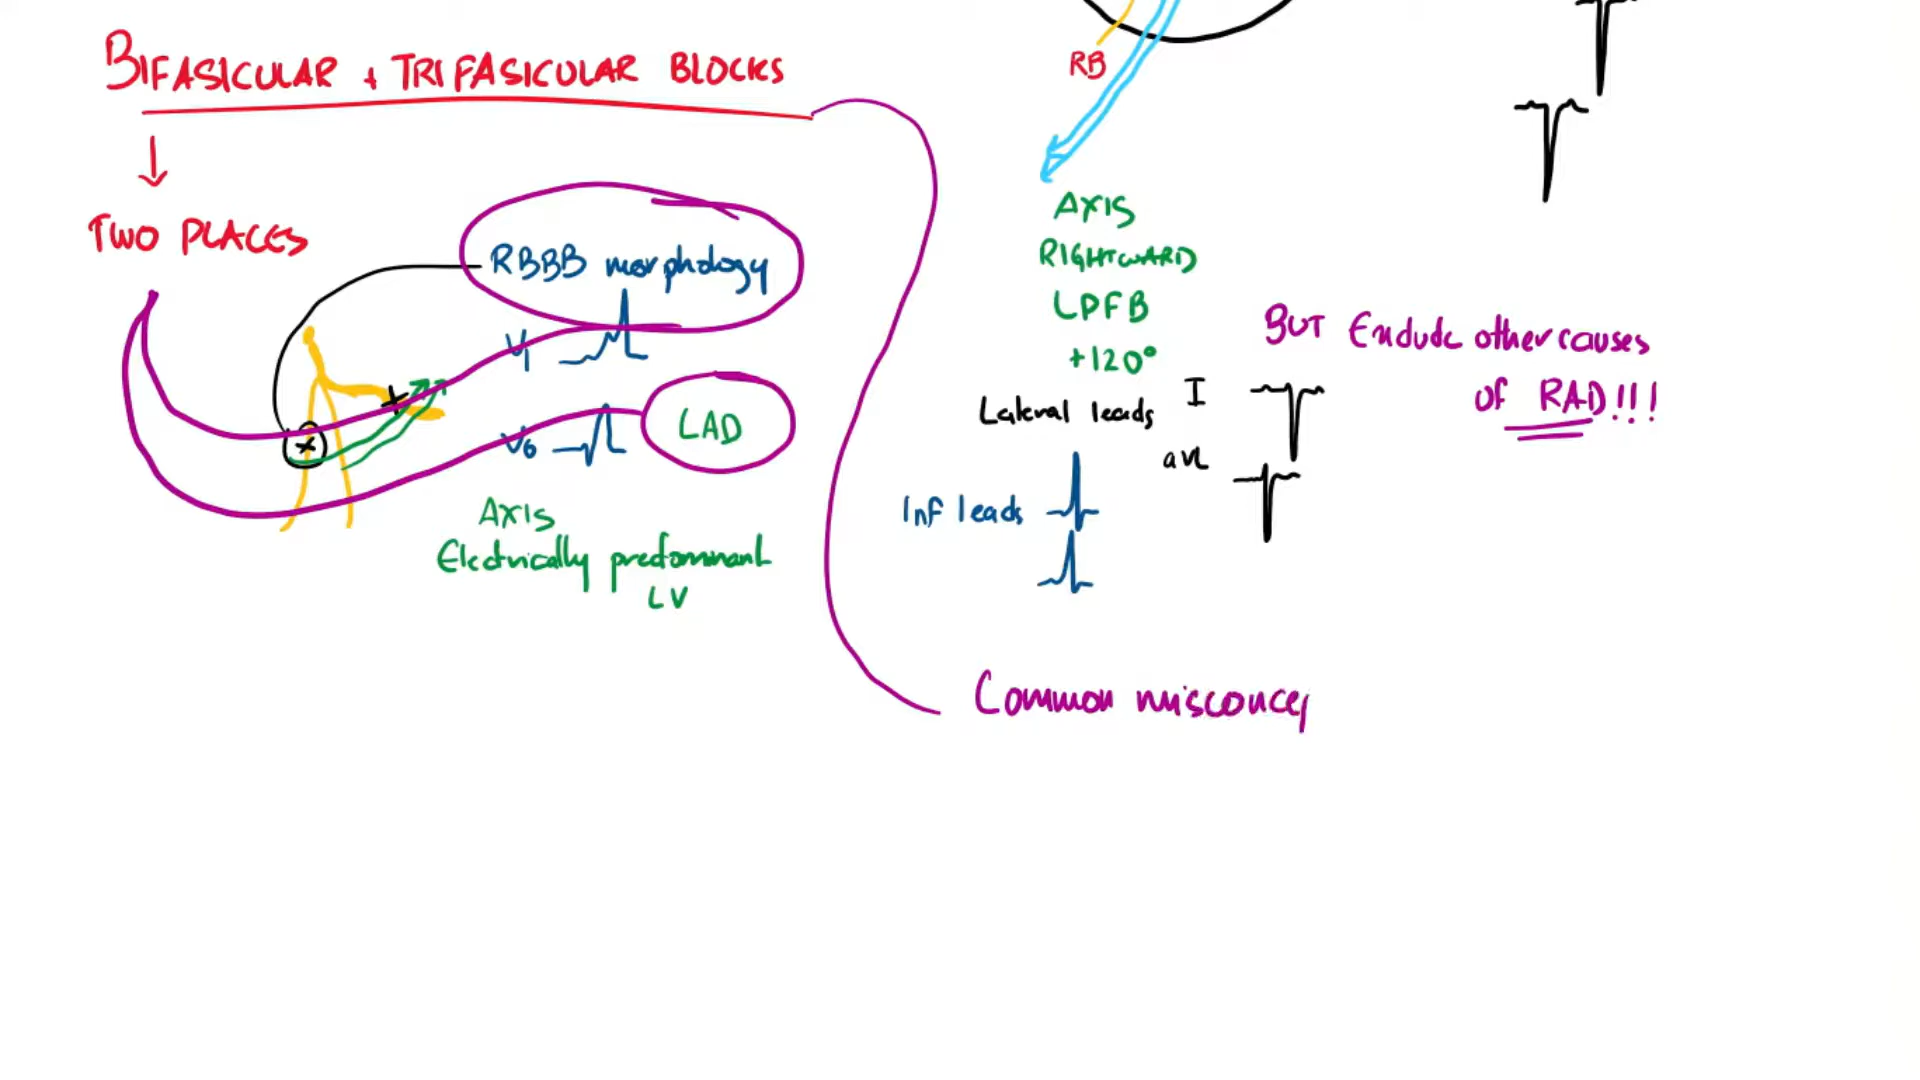 BIFASICULAR + TRIFASICULAR BLOCKS
TWO PLACES
RBBB morphology
V1
LAD
V6
AXIS
Electrically predominant
LV
RB
AXIS
RIGHTWARD
LPFB
+120°
Lateral leads
I
aVL
Inf leads
BUT Exclude other causes
of RAD!!!
Common misconcep